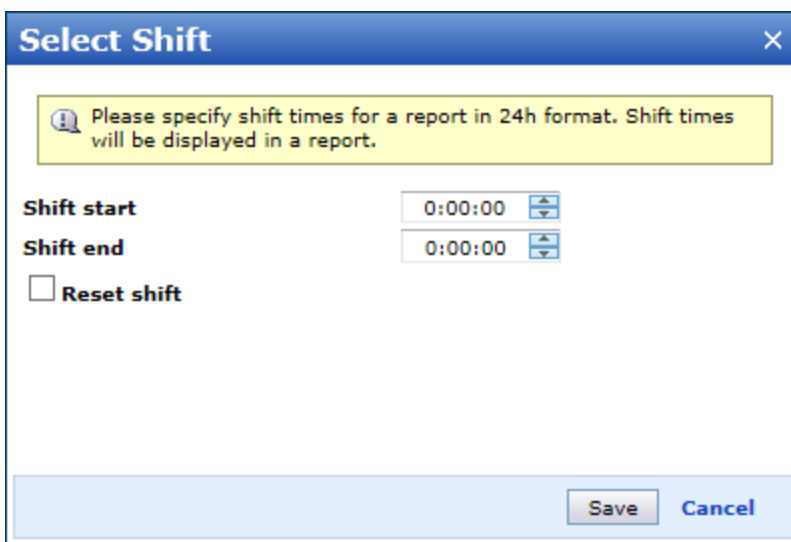 Select Shift
Please specify shift times for a report in 24h format. Shift times
will be displayed in a report.
Shift start 0:00:00
Shift end 0:00:00
Reset shift
Save Cancel